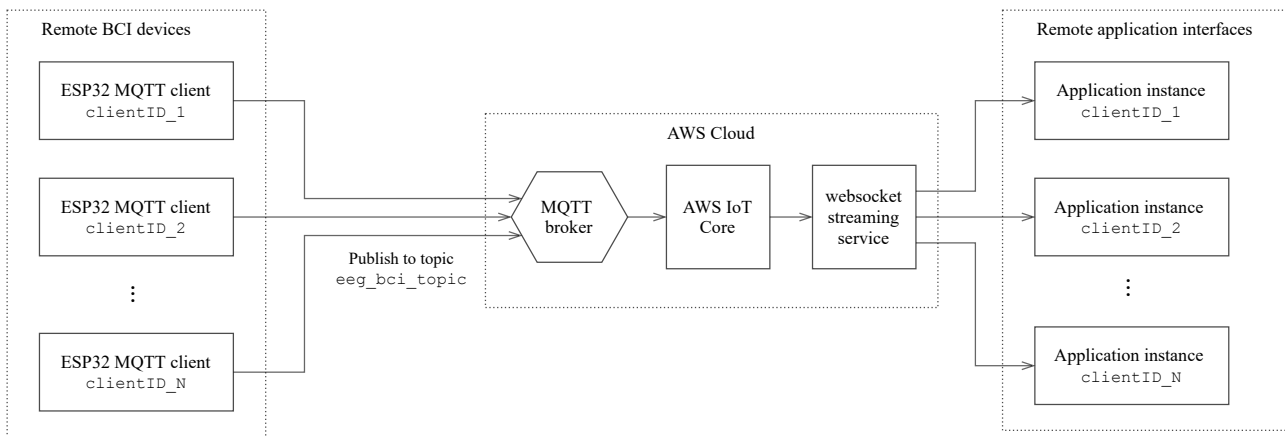 Remote BCI devices
ESP32 MQTT client
clientID_1
ESP32 MQTT client
clientID_2
⋮
ESP32 MQTT client
clientID_N
Publish to topic
eeg_bci_topic
AWS Cloud
MQTT
broker
AWS IoT
Core
websocket
streaming
service
Remote application interfaces
Application instance
clientID_1
Application instance
clientID_2
⋮
Application instance
clientID_N